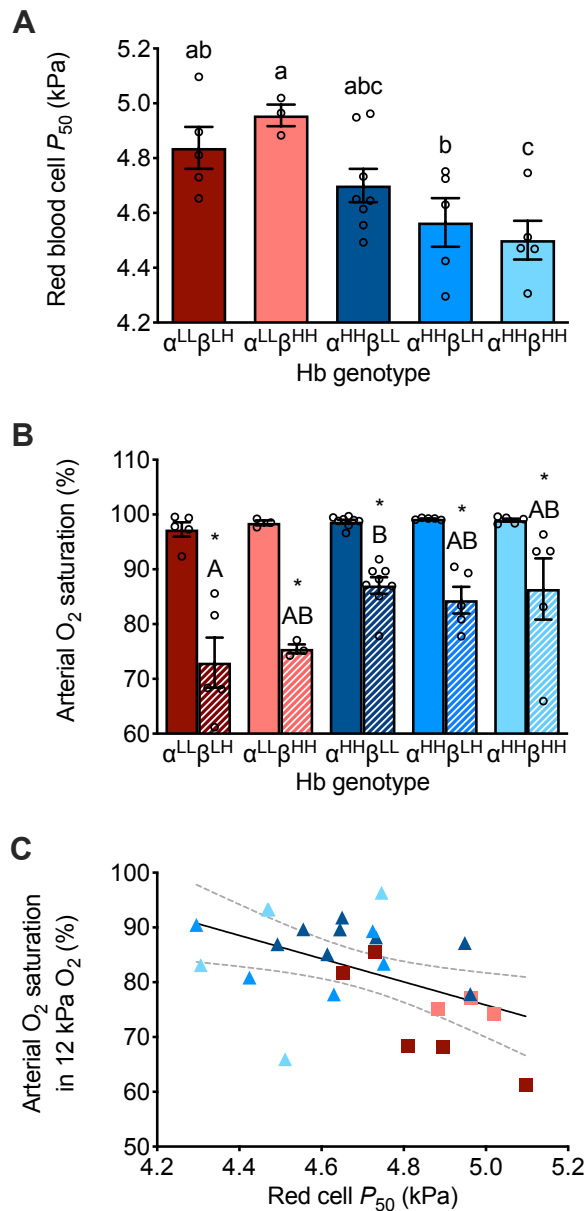 A
Red blood cell P50 (kPa)
5.2
5.0
4.8
4.6
4.4
4.2
ab
a
abc
b
c
αLLβLH αLLβHH αHHβLL αHHβLH αHHβHH
Hb genotype
B
Arterial O2 saturation (%)
110
100
90
80
70
60
*
A
*
AB
*
B
*
AB
*
AB
αLLβLH αLLβHH αHHβLL αHHβLH αHHβHH
Hb genotype
C
Arterial O2 saturation
in 12 kPa O2 (%)
100
90
80
70
60
50
4.2 4.4 4.6 4.8 5.0 5.2
Red cell P50 (kPa)